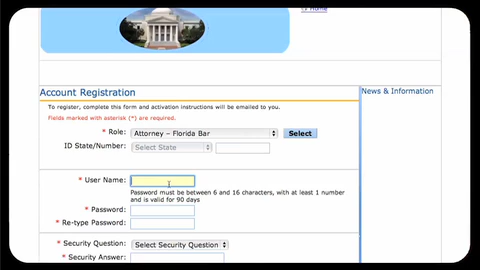 Home
Account Registration
News & Information
To register, complete this form and activation instructions will be emailed to you.
Fields marked with asterisk (*) are required.
* Role: Attorney – Florida Bar Select
ID State/Number: Select State
* User Name:
Password must be between 6 and 16 characters, with at least 1 number
and is valid for 90 days
* Password:
* Re-type Password:
* Security Question: Select Security Question
* Security Answer: